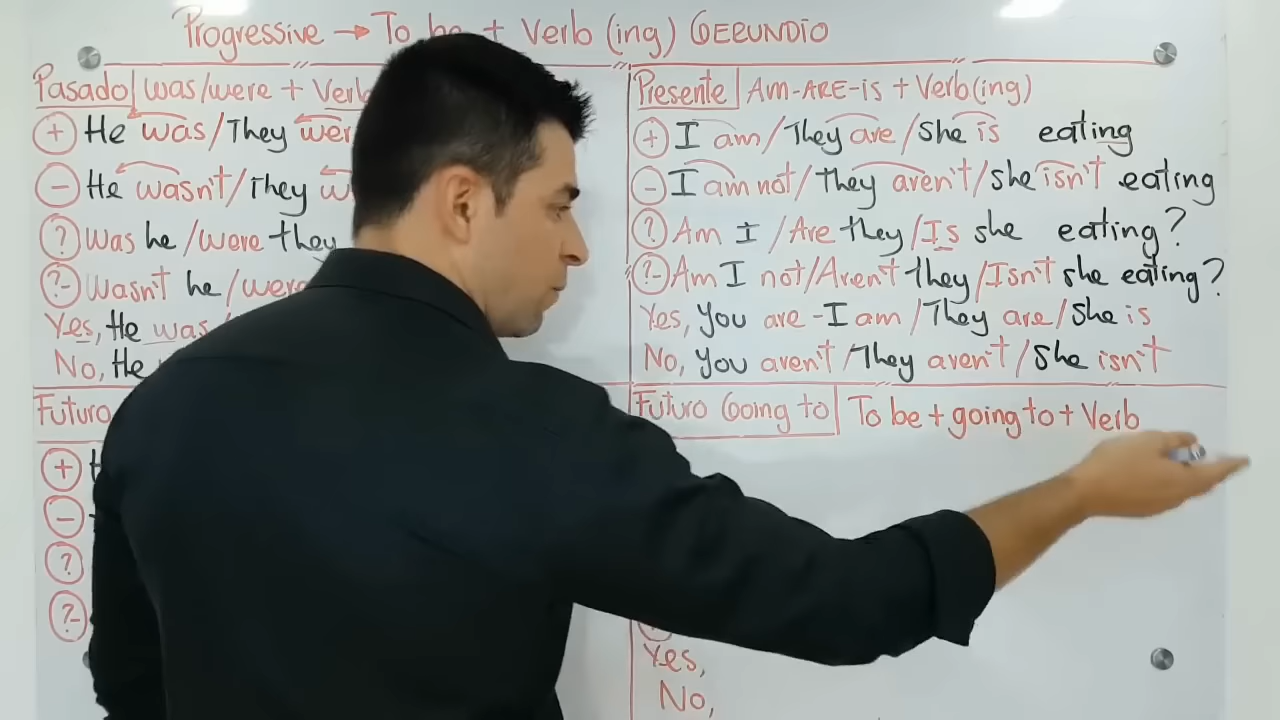 Progressive → To be + Verb (ing) GERUNDIO
Pasado was/were + Verb
+ He was/They wer
- He wasn't/They w
? Was he/were they
?- Wasn't he/were
Yes, He was
No, He
Presente Am-ARE-is + Verb(ing)
+ I am/They are/she is eating
- I am not/They aren't/she isn't eating
? Am I/Are they/Is she eating?
?- Am I not/Aren't they/Isn't she eating?
Yes, You are-I am/They are/she is
No, You aren't/They aren't/She isn't
Futuro
+
-
?
?-
Futuro Going to To be + going to + Verb
Yes,
No,